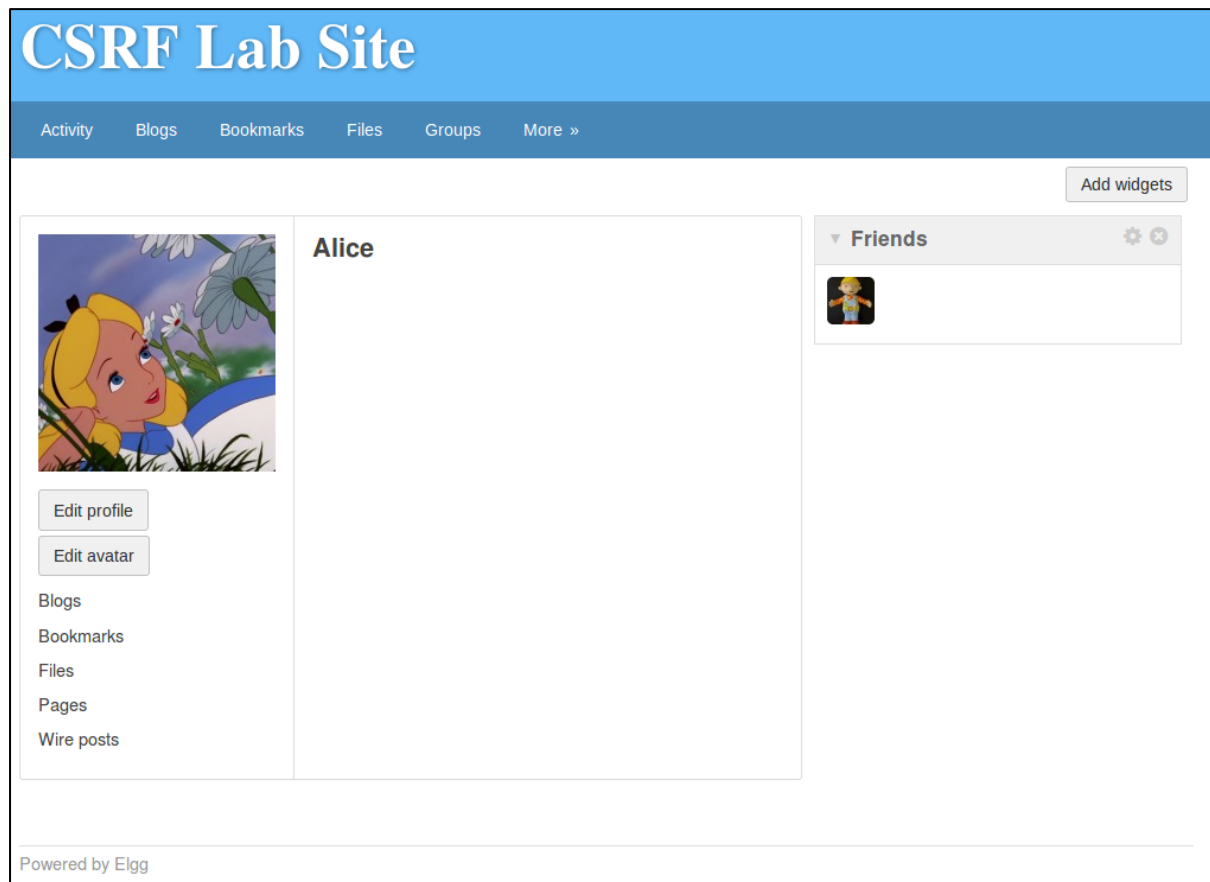 CSRF Lab Site
Activity Blogs Bookmarks Files Groups More »
Add widgets
Alice
Friends
Edit profile
Edit avatar
Blogs
Bookmarks
Files
Pages
Wire posts
Powered by Elgg